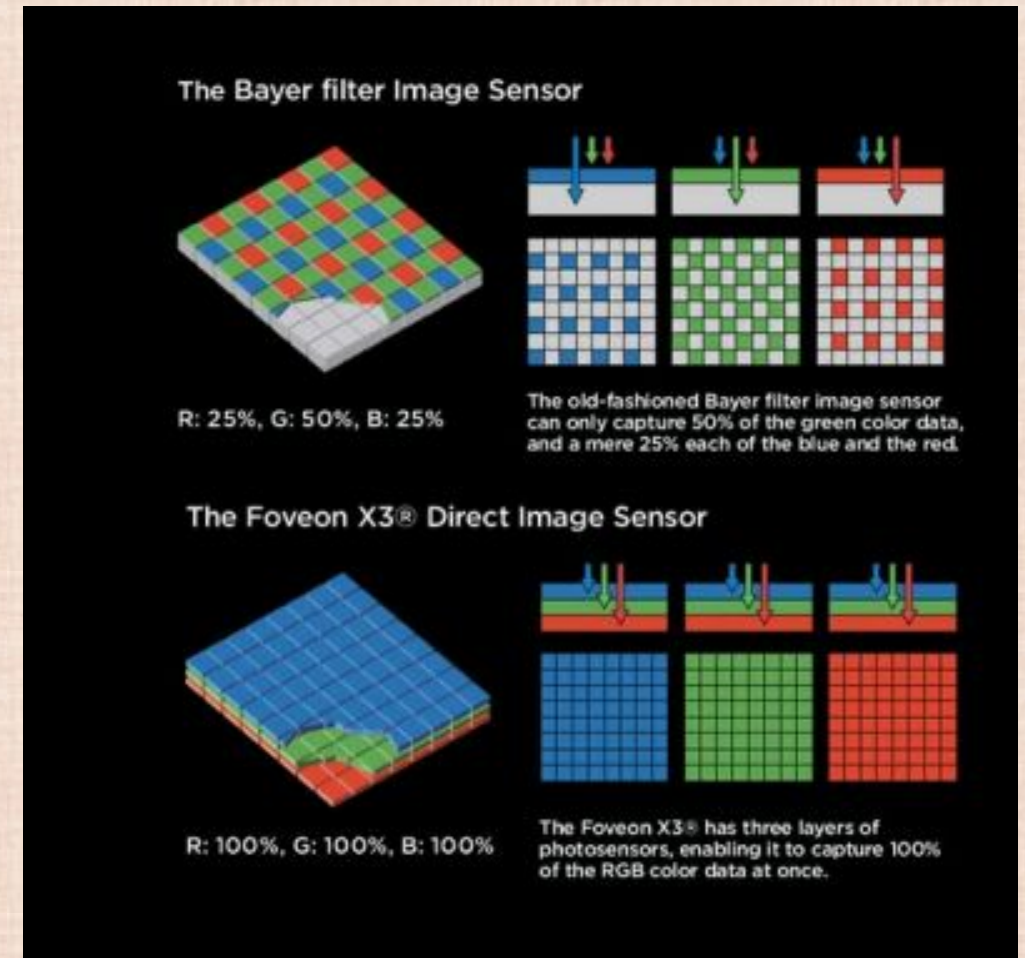 The Bayer filter Image Sensor
R: 25%, G: 50%, B: 25%
The old-fashioned Bayer filter image sensor
can only capture 50% of the green color data,
and a mere 25% each of the blue and the red.
The Foveon X3® Direct Image Sensor
R: 100%, G: 100%, B: 100%
The Foveon X3® has three layers of
photosensors, enabling it to capture 100%
of the RGB color data at once.